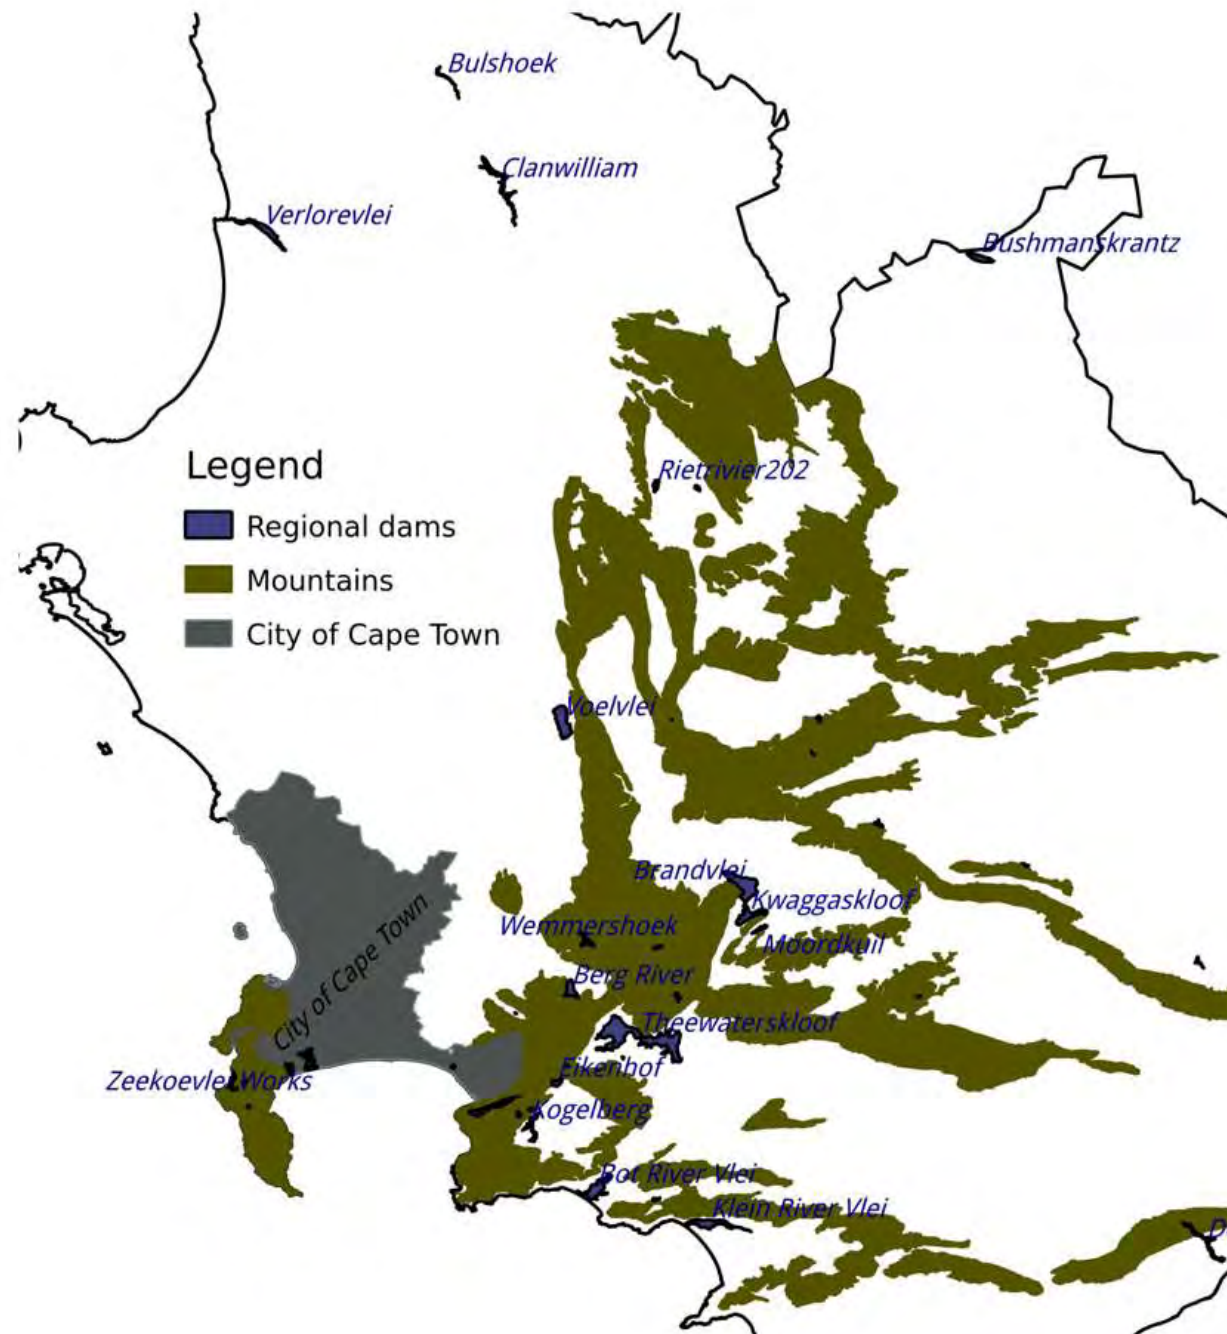 Bulshoek
Clanwilliam
Verlorevlei
Bushmanskrantz
Legend
Regional dams
Mountains
City of Cape Town
Rietrivier202
Voelvlei
Brandvlei
Kwaggaskloof
Wemmershoek
Moordkuil
Berg River
City of Cape Town
Theewaterskloof
Eikenhof
Zeekoevlei Works
Kogelberg
Bot River Vlei
Klein River Vlei
D